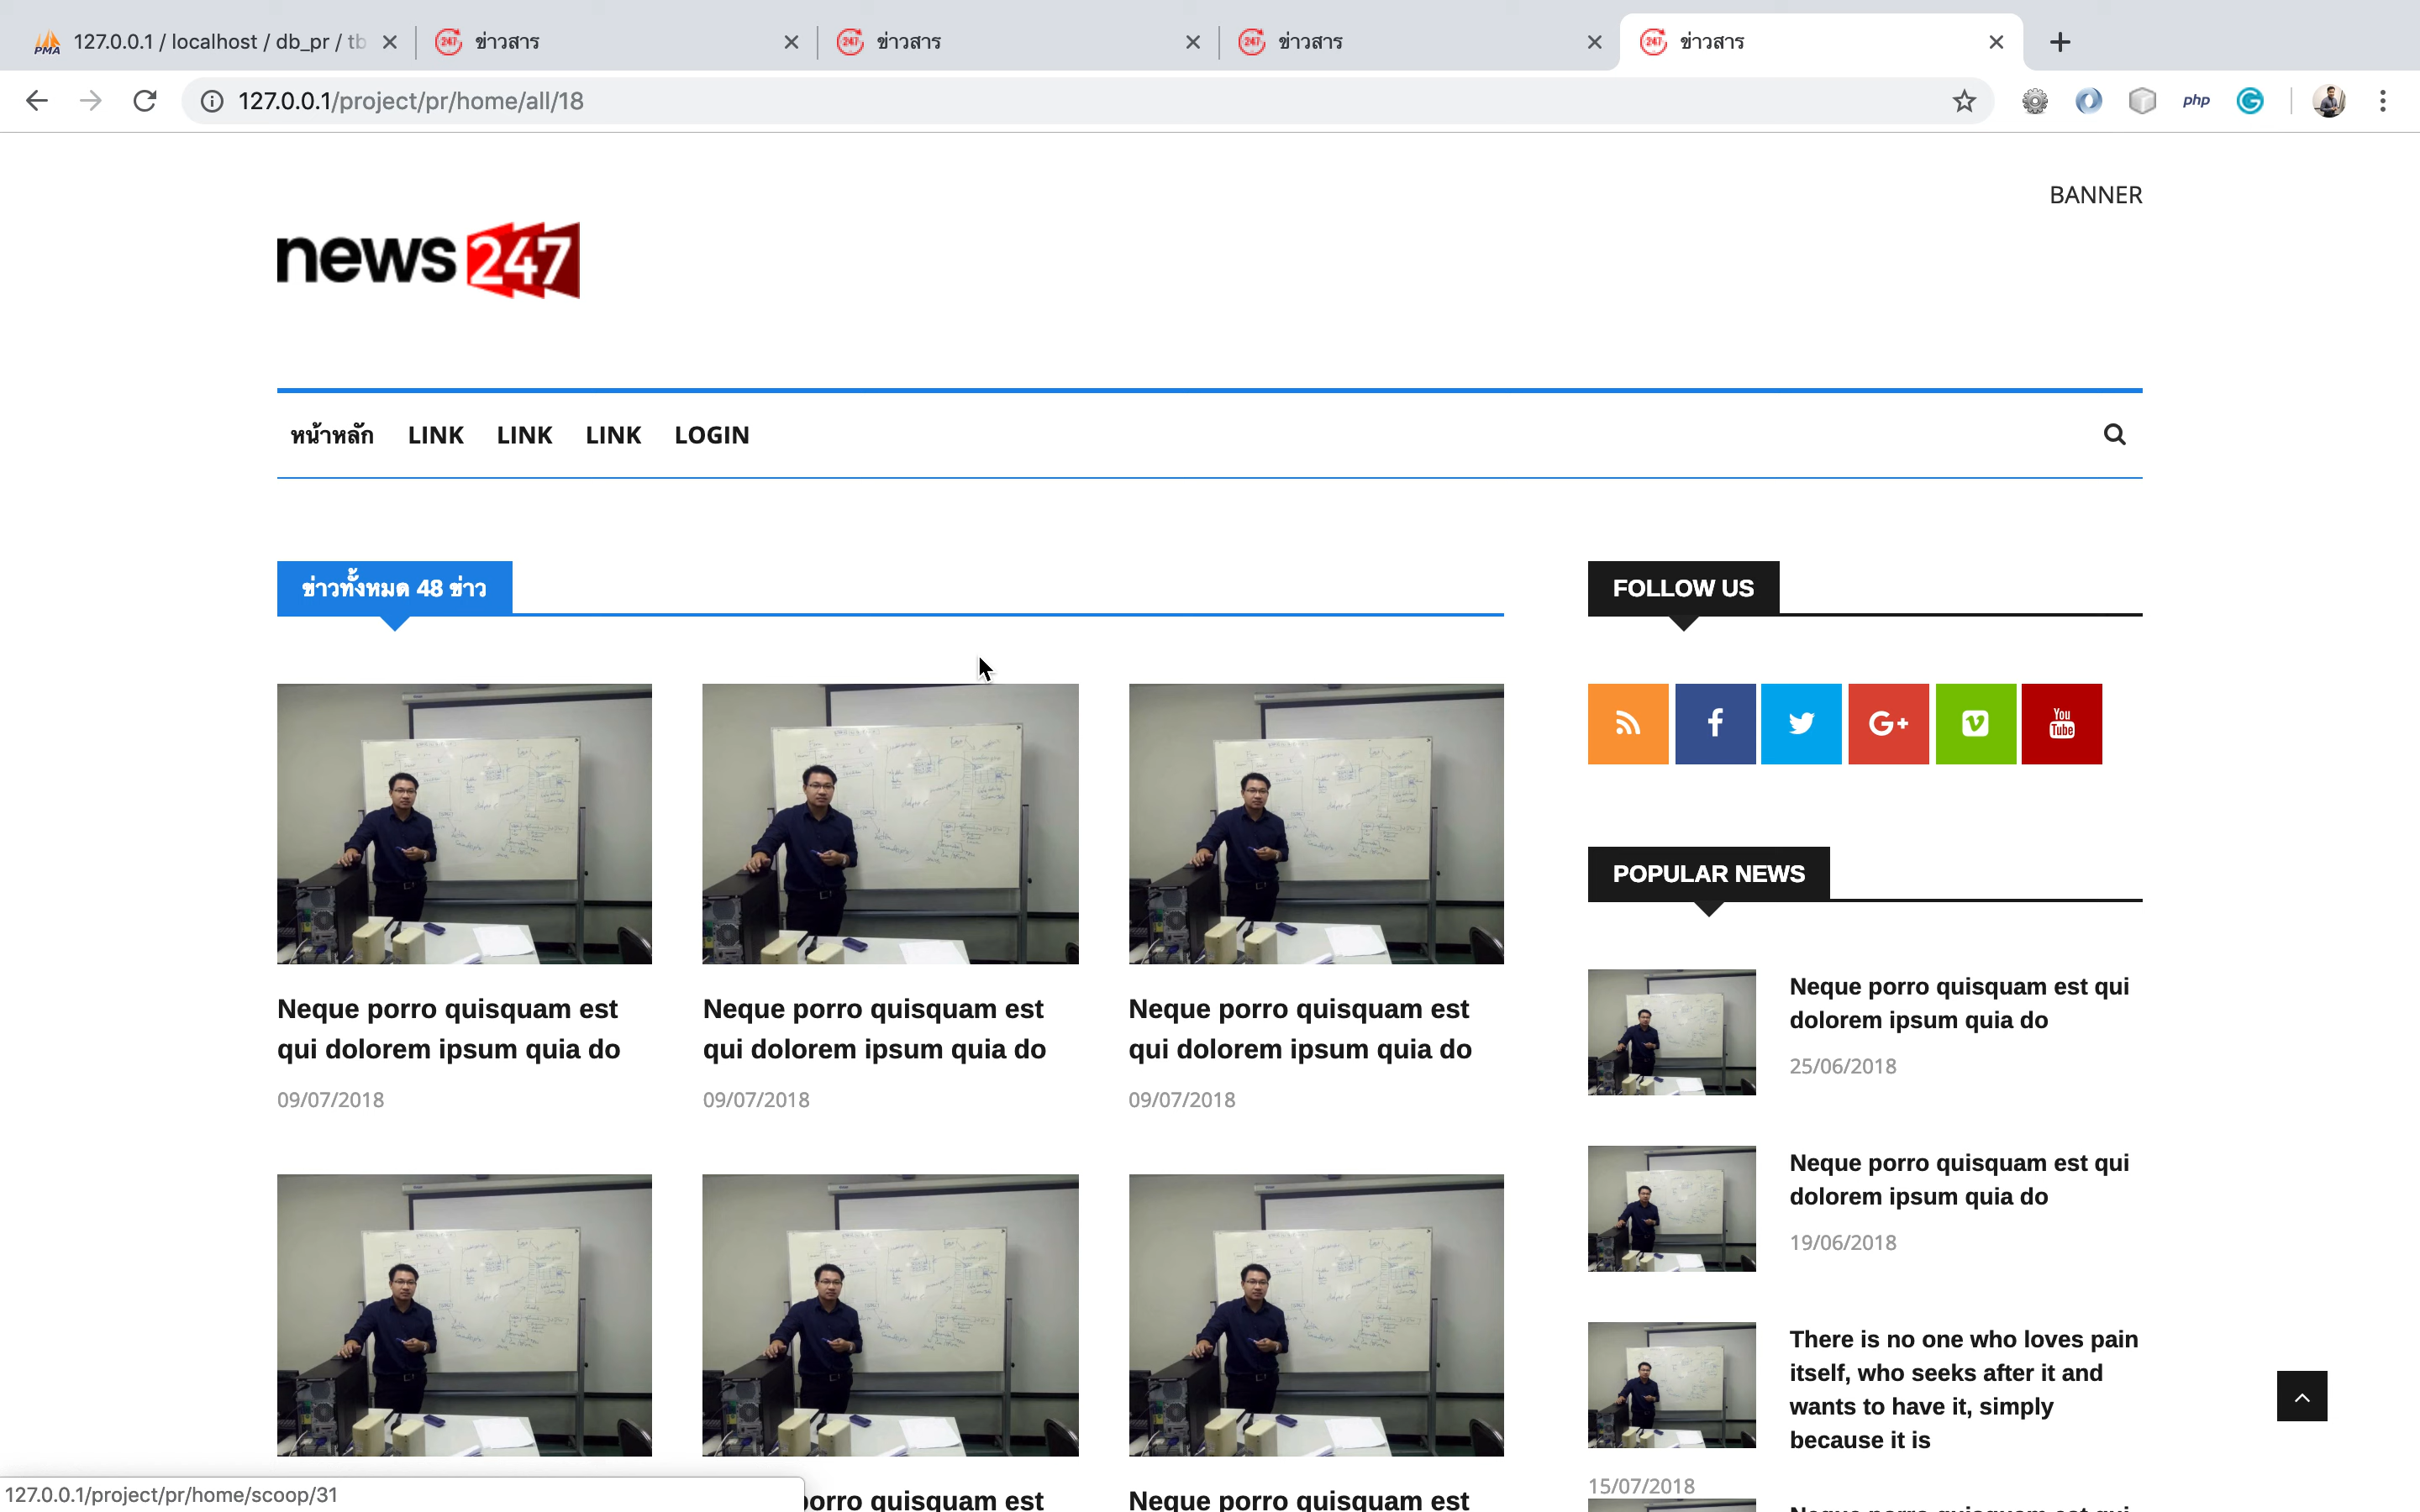 127.0.0.1 / localhost / db_pr / tb
ข่าวสาร
ข่าวสาร
ข่าวสาร
ข่าวสาร
127.0.0.1/project/pr/home/all/18
php
BANNER
news 247
หน้าหลัก LINK LINK LINK LOGIN
ข่าวทั้งหมด 48 ข่าว
Neque porro quisquam est
qui dolorem ipsum quia do
09/07/2018
Neque porro quisquam est
qui dolorem ipsum quia do
09/07/2018
Neque porro quisquam est
qui dolorem ipsum quia do
09/07/2018
porro quisquam est
Neque porro quisquam est
FOLLOW US
G+
You
Tube
POPULAR NEWS
Neque porro quisquam est qui
dolorem ipsum quia do
25/06/2018
Neque porro quisquam est qui
dolorem ipsum quia do
19/06/2018
There is no one who loves pain
itself, who seeks after it and
wants to have it, simply
because it is
15/07/2018
127.0.0.1/project/pr/home/scoop/31